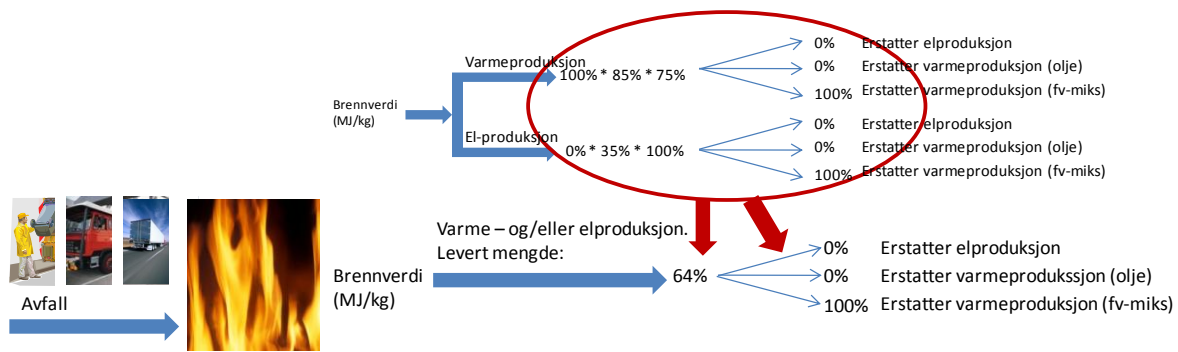 0% Erstatter elproduksjon
Varmeproduksjon
100% * 85% * 75%
0% Erstatter varmeproduksjon (olje)
100% Erstatter varmeproduksjon (fv-miks)
Brennverdi
(MJ/kg)
El-produksjon
0% * 35% * 100%
0% Erstatter elproduksjon
0% Erstatter varmeproduksjon (olje)
100% Erstatter varmeproduksjon (fv-miks)
Varme – og/eller elproduksjon.
Levert mengde:
Brennverdi
(MJ/kg)
64%
0% Erstatter elproduksjon
0% Erstatter varmeprodukssjon (olje)
100% Erstatter varmeproduksjon (fv-miks)
Avfall